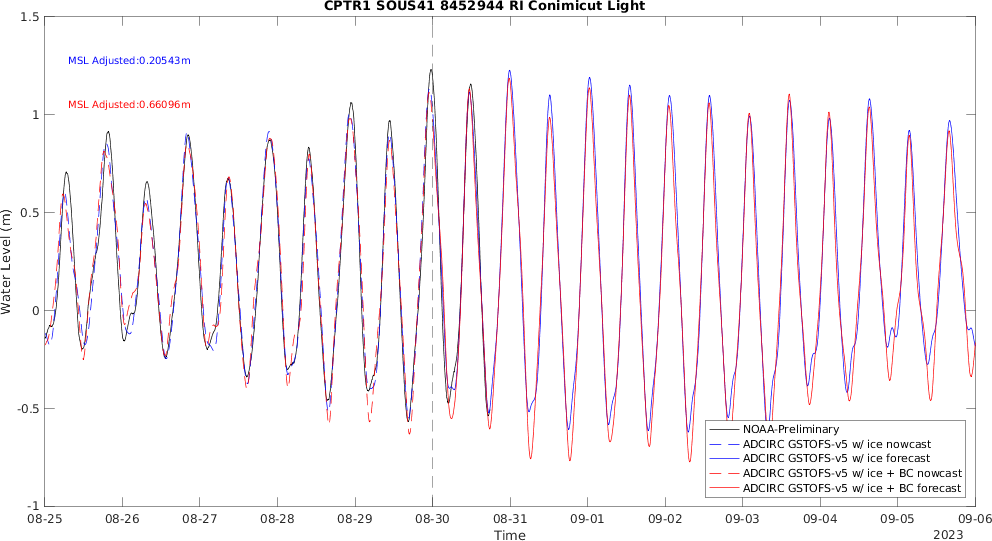 CPTR1 SOUS41 8452944 RI Conimicut Light
1.5
MSL Adjusted:0.20543m
MSL Adjusted:0.66096m
1
0.5
0
-0.5
-1
Water Level (m)
NOAA-Preliminary
ADCIRC GSTOFS-v5 w/ ice nowcast
ADCIRC GSTOFS-v5 w/ ice forecast
ADCIRC GSTOFS-v5 w/ ice + BC nowcast
ADCIRC GSTOFS-v5 w/ ice + BC forecast
08-25 08-26 08-27 08-28 08-29 08-30 08-31 09-01 09-02 09-03 09-04 09-05 09-06
Time
2023